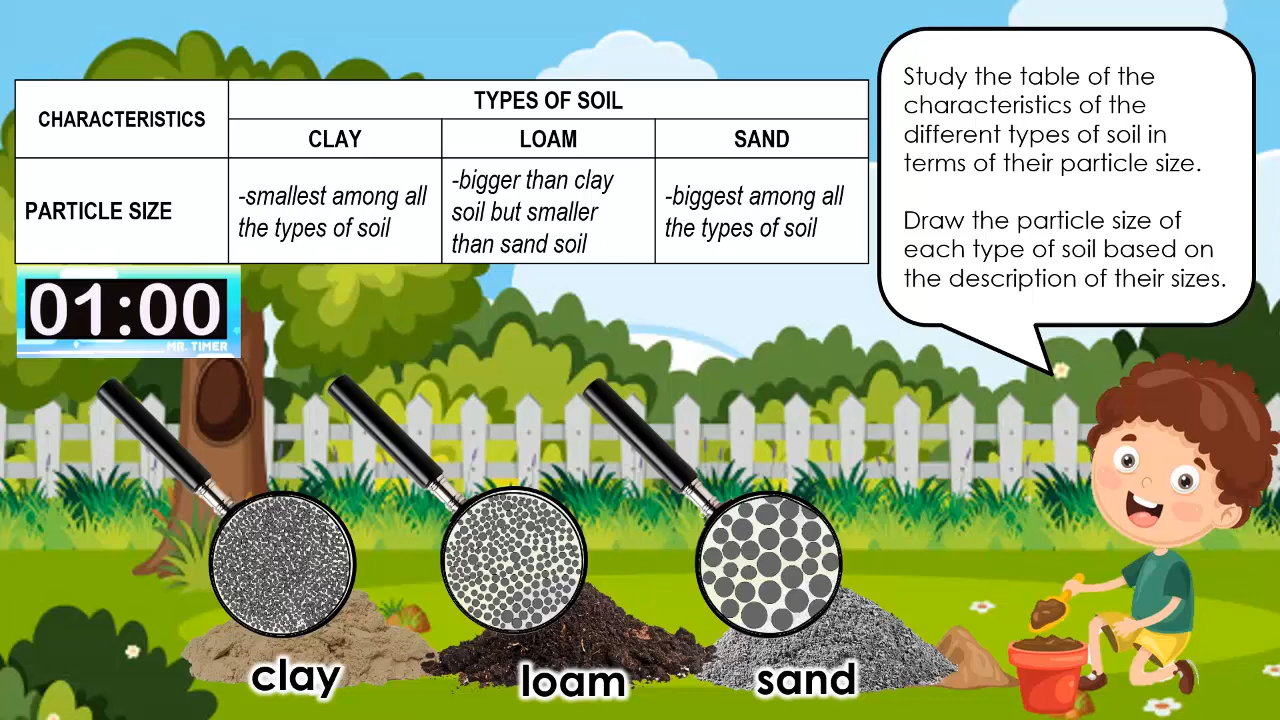 CHARACTERISTICS
TYPES OF SOIL
CLAY
LOAM
SAND
PARTICLE SIZE
-smallest among all
the types of soil
-bigger than clay
soil but smaller
than sand soil
-biggest among all
the types of soil
Study the table of the
characteristics of the
different types of soil in
terms of their particle size.
Draw the particle size of
each type of soil based on
the description of their sizes.
01:00
MR. TIMER
clay
loam
sand